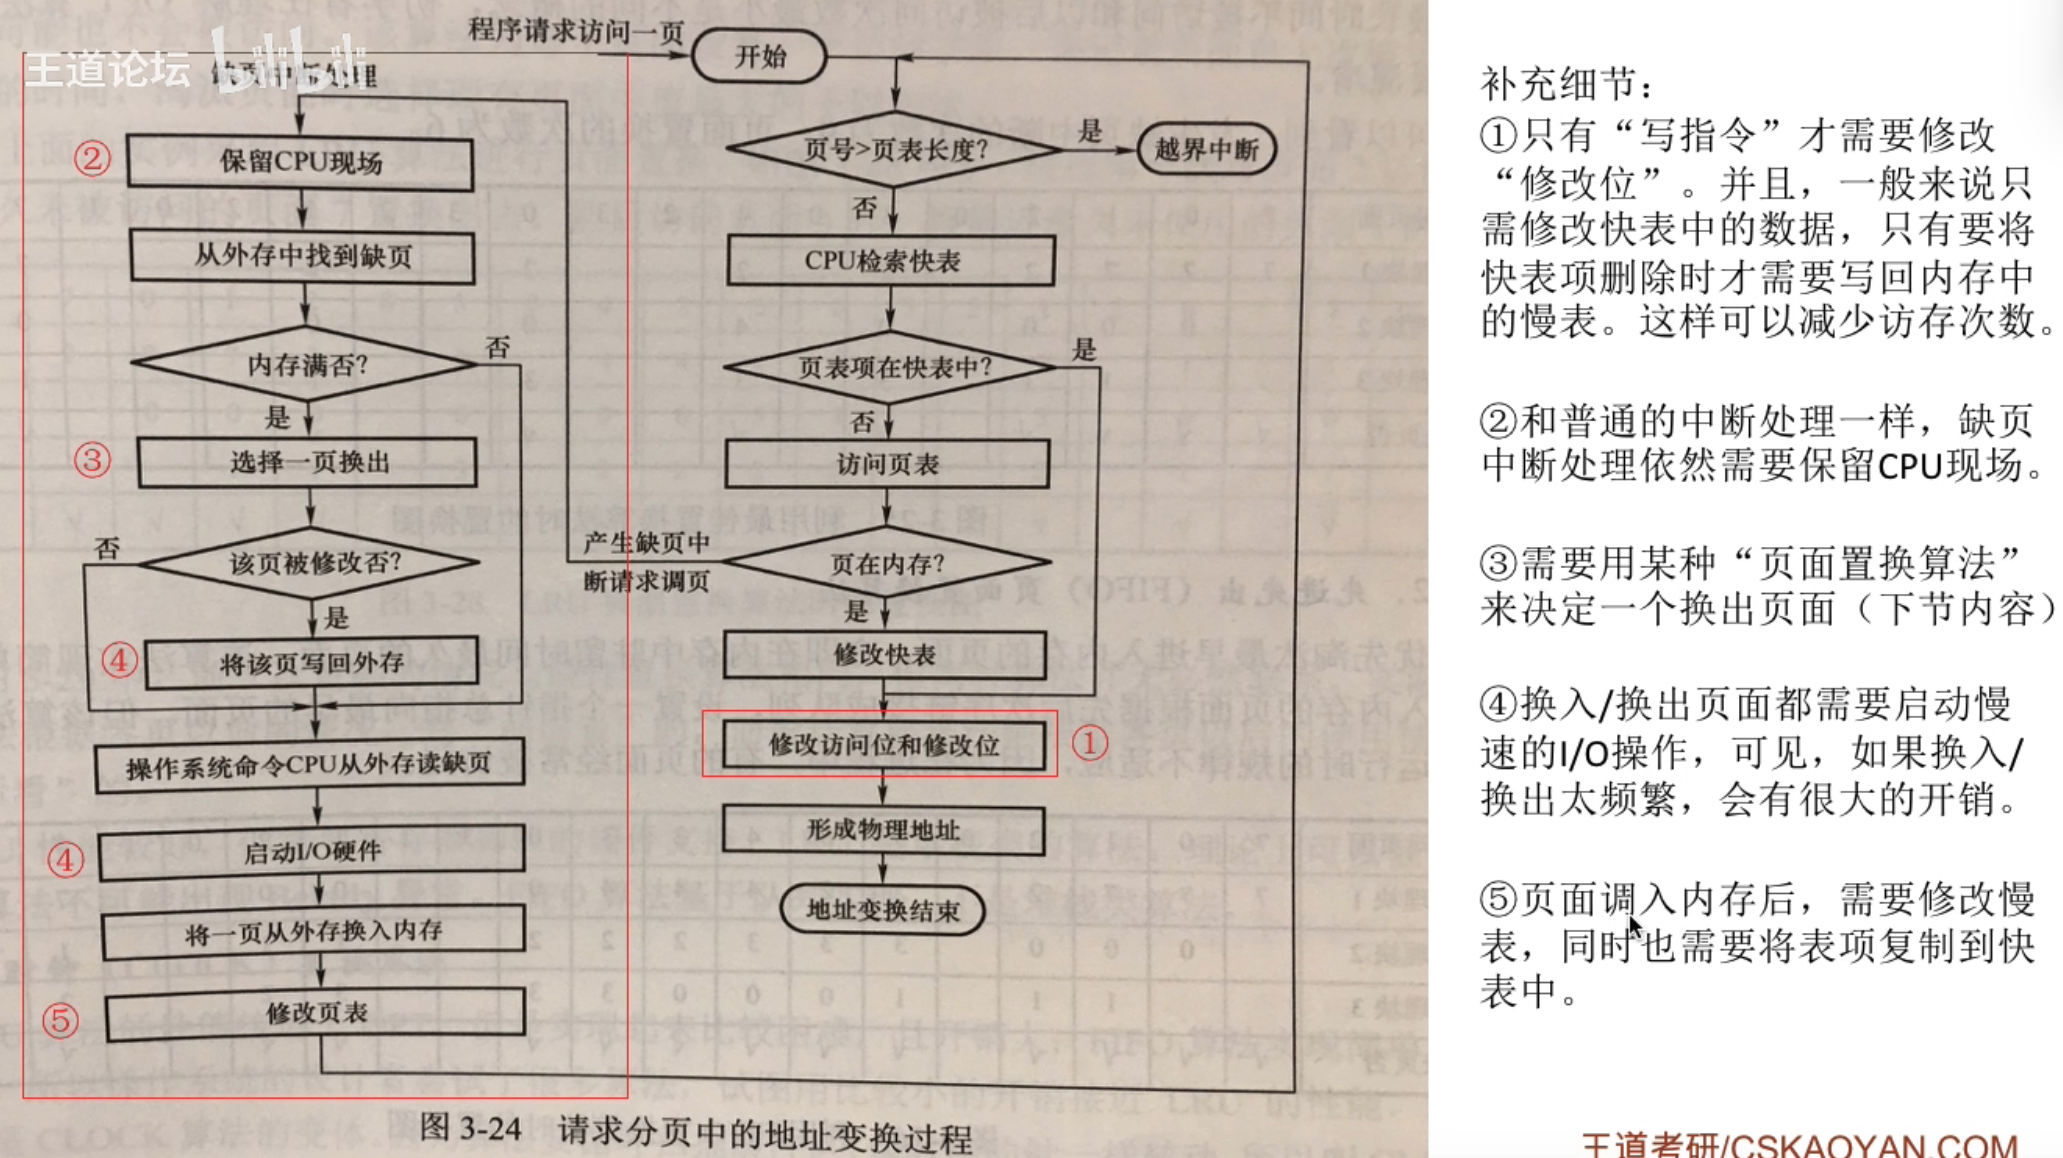 王道论坛
bilibili
程序请求访问一页
开始
缺页中断处理
保留CPU现场
②
从外存中找到缺页
内存满否?
否
是
③
选择一页换出
否
该页被修改否?
是
④
将该页写回外存
操作系统命令CPU从外存读缺页
④
启动I/O硬件
将一页从外存换入内存
⑤
修改页表
页号>页表长度?
是
越界中断
否
CPU检索快表
页表项在快表中?
是
否
访问页表
产生缺页中
断请求调页
页在内存?
是
修改快表
修改访问位和修改位
①
形成物理地址
地址变换结束
图 3-24 请求分页中的地址变换过程
补充细节：
①只有“写指令”才需要修改
“修改位”。并且，一般来说只
需修改快表中的数据，只有要将
快表项删除时才需要写回内存中
的慢表。这样可以减少访存次数。
②和普通的中断处理一样，缺页
中断处理依然需要保留CPU现场。
③需要用某种“页面置换算法”
来决定一个换出页面（下节内容）
④换入/换出页面都需要启动慢
速的I/O操作，可见，如果换入/
换出太频繁，会有很大的开销。
⑤页面调入内存后，需要修改慢
表，同时也需要将表项复制到快
表中。
王道考研/CSKAOYAN.COM